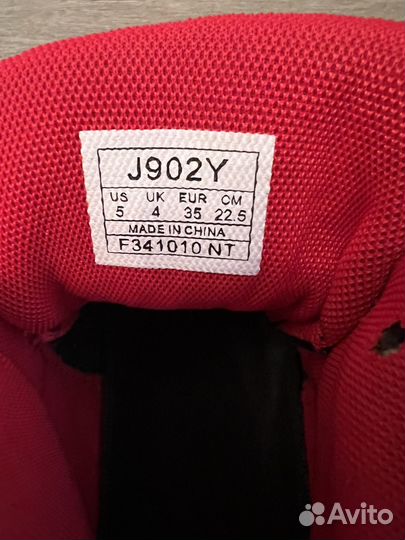 J902Y
US UK EUR CM
5 4 35 22.5
MADE IN CHINA
F341010 NT
Avito